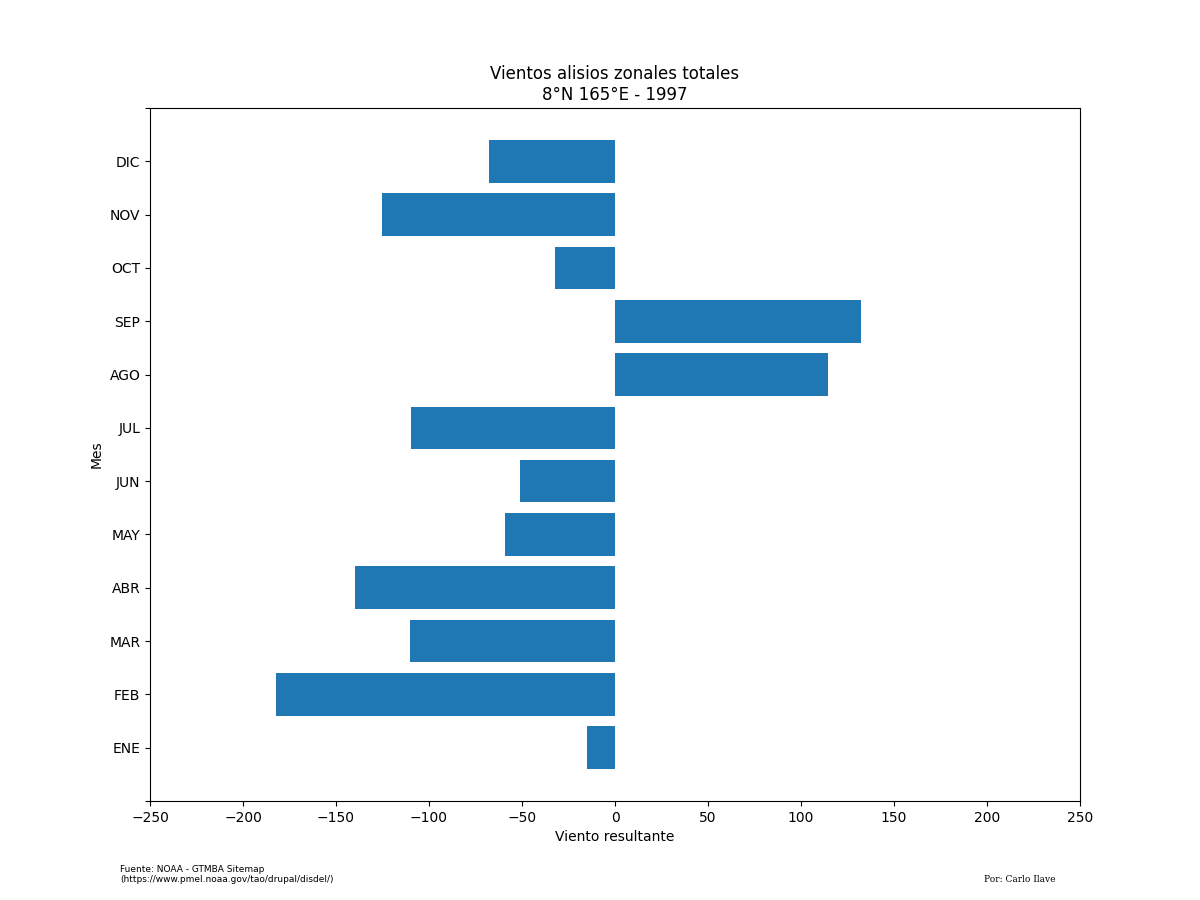 Vientos alisios zonales totales
8°N 165°E - 1997
DIC
NOV
OCT
SEP
AGO
JUL
JUN
MAY
ABR
MAR
FEB
ENE
Mes
−250 −200 −150 −100 −50 0 50 100 150 200 250
Viento resultante
Fuente: NOAA - GTMBA Sitemap
(https://www.pmel.noaa.gov/tao/drupal/disdel/)
Por: Carlo Ilave